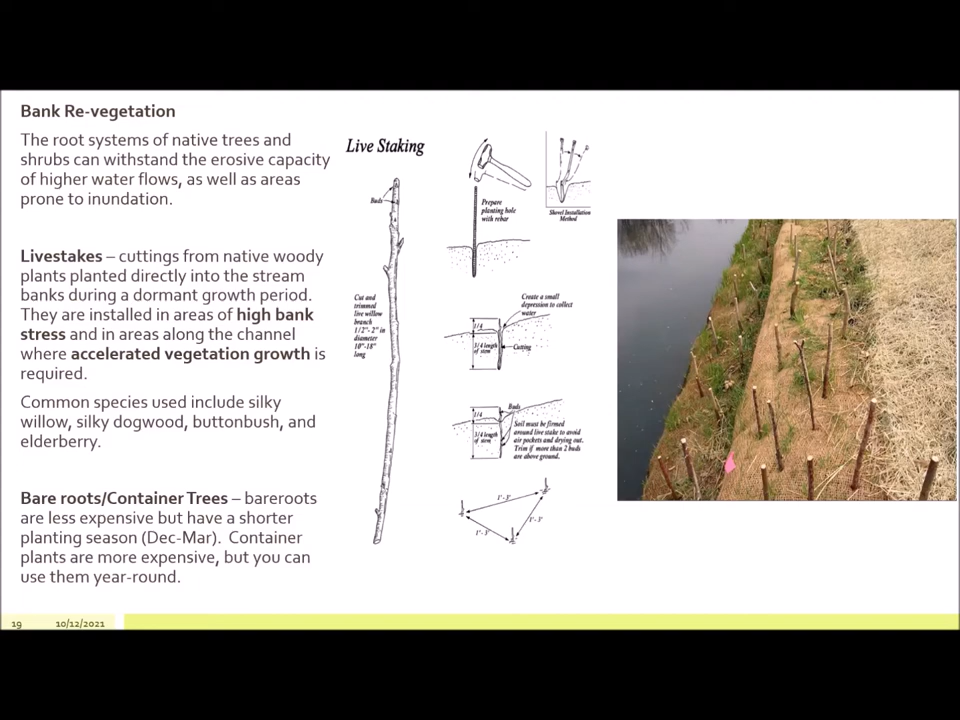 Bank Re-vegetation
The root systems of native trees and
shrubs can withstand the erosive capacity
of higher water flows, as well as areas
prone to inundation.
Livestakes – cuttings from native woody
plants planted directly into the stream
banks during a dormant growth period.
They are installed in areas of high bank
stress and in areas along the channel
where accelerated vegetation growth is
required.
Common species used include silky
willow, silky dogwood, buttonbush, and
elderberry.
Bare roots/Container Trees – bareroots
are less expensive but have a shorter
planting season (Dec-Mar). Container
plants are more expensive, but you can
use them year-round.
Live Staking
Buds
Cut and
trimmed
live willow
branch
1/2"- 2" in
diameter
10"-18"
long
Prepare
planting hole
with rebar
Shovel Installation
Method
Create a small
depression to collect
water
1/4
3/4 length
of stem
Cutting
1/4
3/4 length
of stem
Buds
Soil must be firmed
around live stake to avoid
air pockets and drying out.
Trim if more than 2 buds
are above ground.
1'- 3'
1'- 3'
1'- 3'
19
10/12/2021